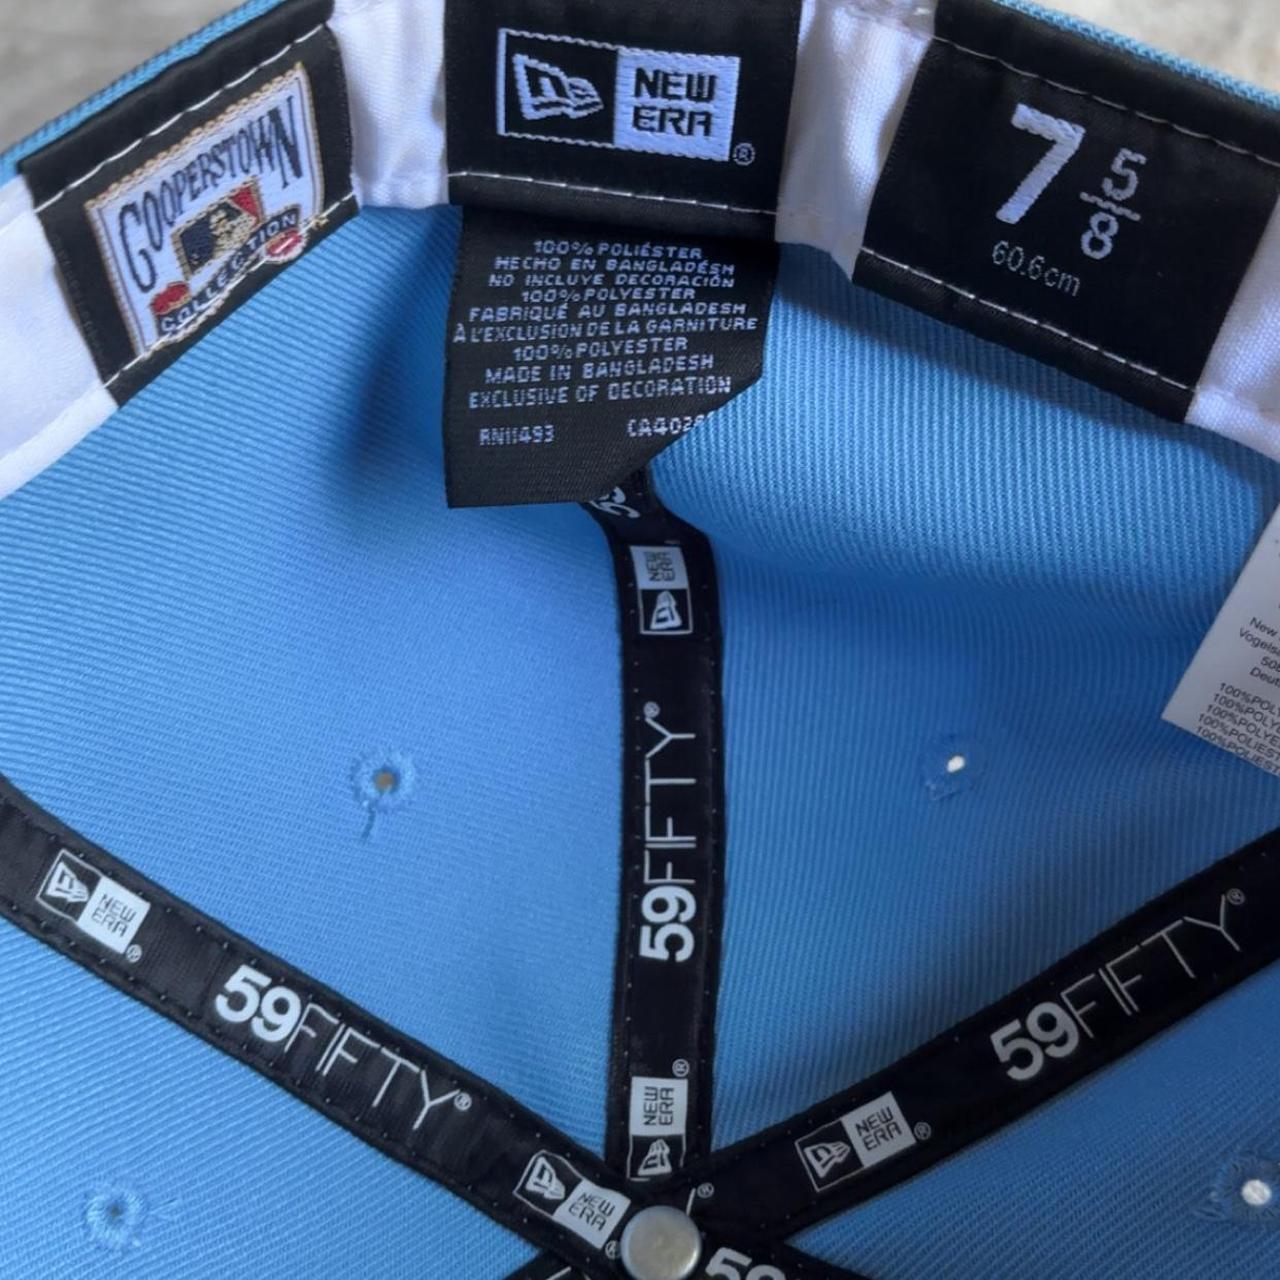 COOPERSTOWN
COLLECTION
NEW
ERA®
7 5/8
60.6cm
100% POLIÉSTER
HECHO EN BANGLADÉSH
NO INCLUYE DECORACIÓN
100% POLYESTER
FABRIQUÉ AU BANGLADESH
À L'EXCLUSION DE LA GARNITURE
100% POLYESTER
MADE IN BANGLADESH
EXCLUSIVE OF DECORATION
RN11493
NEW
ERA
59FIFTY®
NEW
ERA®
NEW
ERA®
59FIFTY®
NEW
ERA®
59FIFTY®
NEW
ERA®
59
New